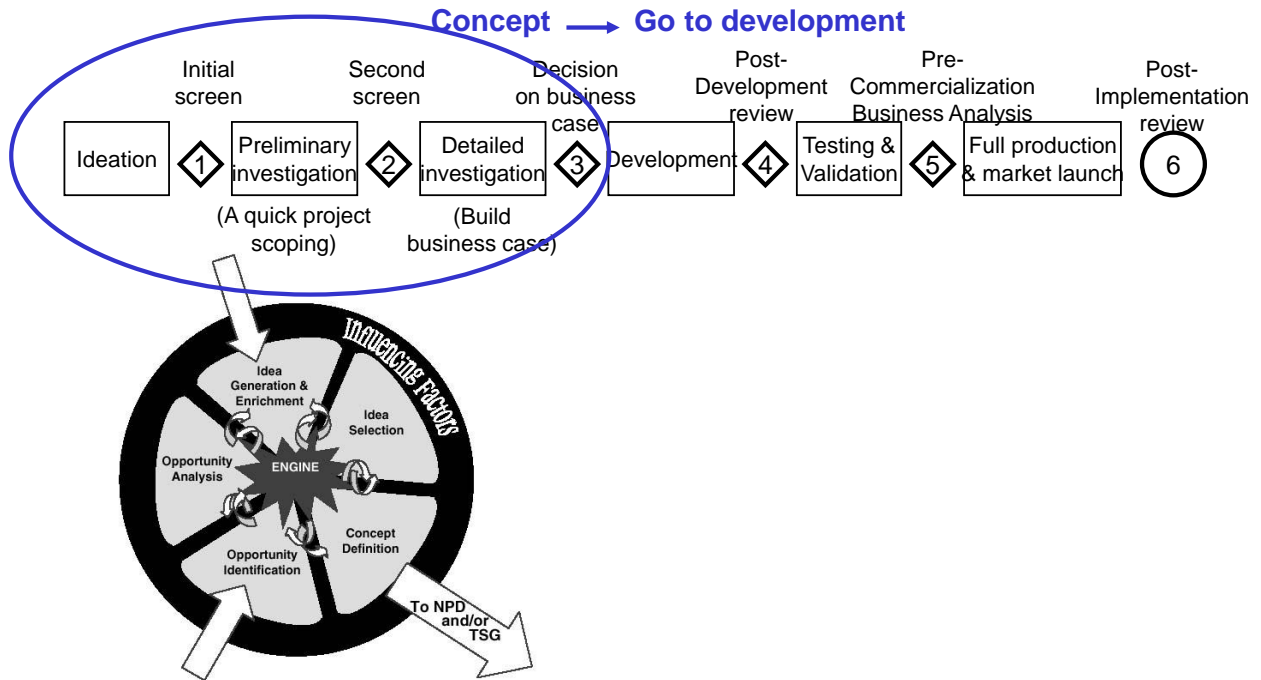 Concept → Go to development
Initial
screen
Second
screen
Decision
on business
case
Post-
Development
review
Pre-
Commercialization
Business Analysis
Post-
Implementation
review
Ideation
1
Preliminary
investigation
2
Detailed
investigation
3
Development
4
Testing &
Validation
5
Full production
& market launch
6
(A quick project
scoping)
(Build
business case)
Influencing Factors
Idea
Generation &
Enrichment
Idea
Selection
Opportunity
Analysis
ENGINE
Concept
Definition
Opportunity
Identification
To NPD
and/or
TSG